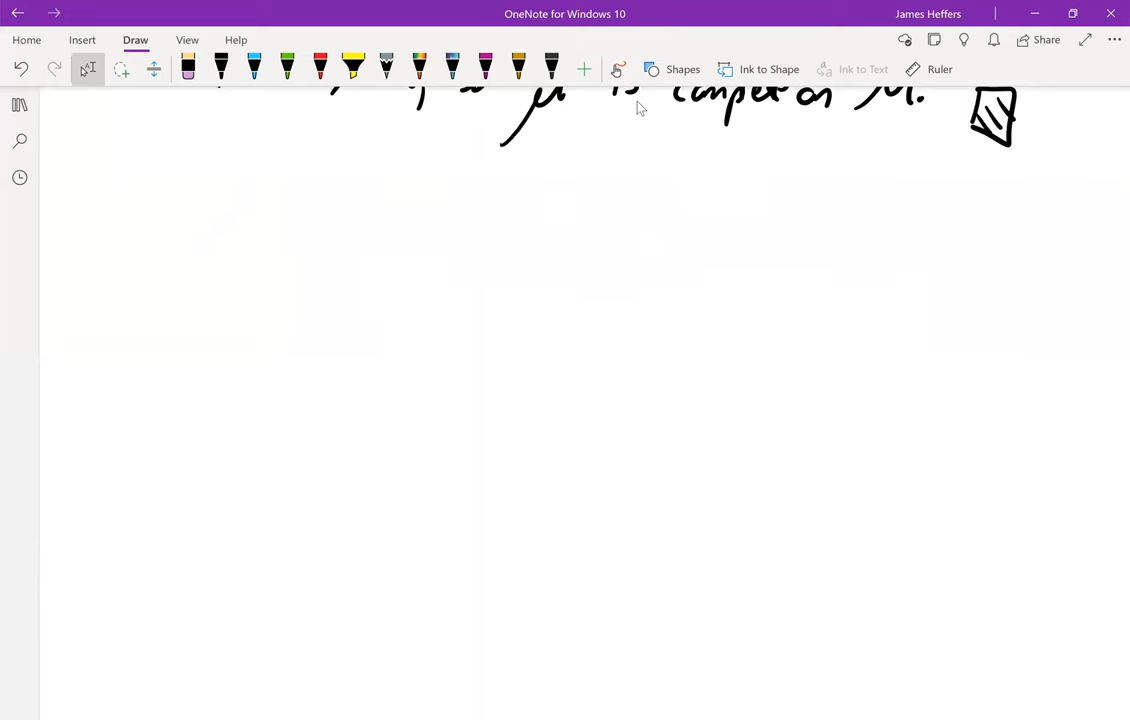 OneNote for Windows 10
James Heffers
Home Insert Draw View Help
Share
Shapes Ink to Shape Ink to Text Ruler
is on